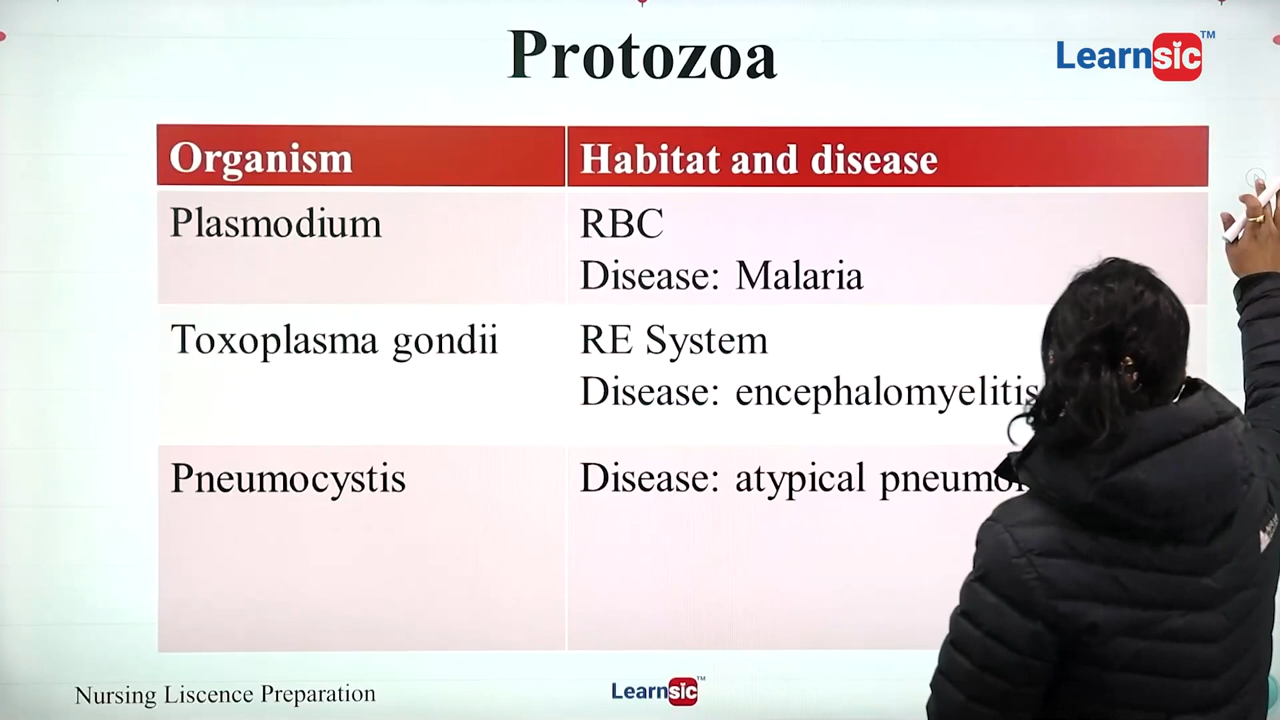 Protozoa
Learnsic™
Organism
Habitat and disease
Plasmodium
RBC
Disease: Malaria
Toxoplasma gondii
RE System
Disease: encephalomyelitis
Pneumocystis
Disease: atypical
Nursing Liscence Preparation
Learnsic™